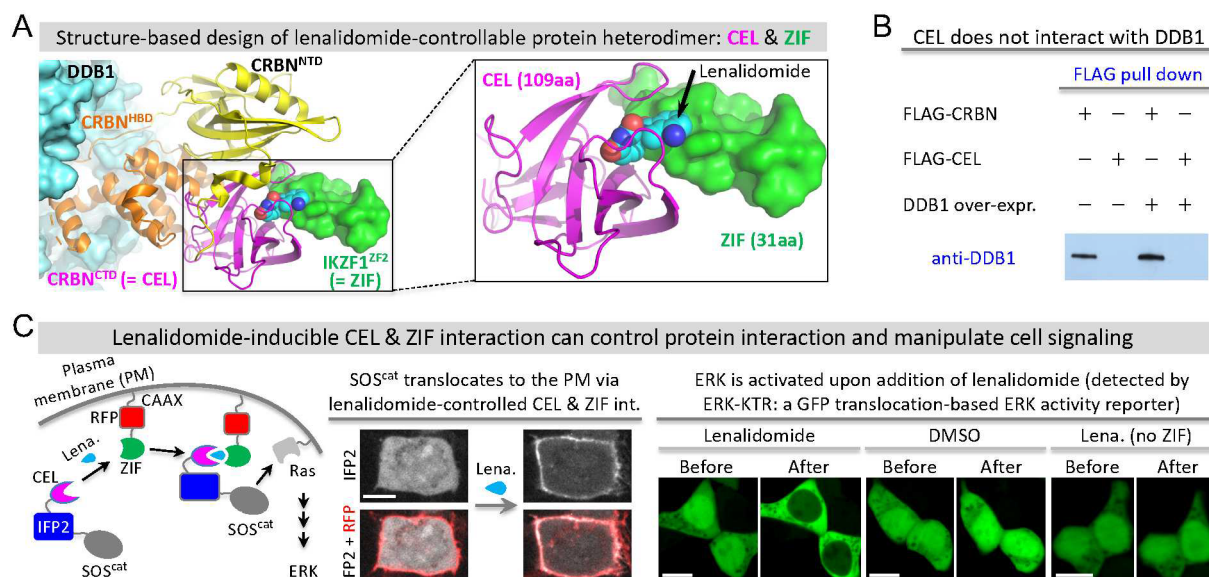 A
Structure-based design of lenalidomide-controllable protein heterodimer: CEL & ZIF
DDB1
CRBN^NTD
CRBN^HBD
CRBN^CTD (= CEL)
IKZF1^ZF2
(= ZIF)
CEL (109aa)
Lenalidomide
ZIF (31aa)
B
CEL does not interact with DDB1
FLAG pull down
FLAG-CRBN + – + –
FLAG-CEL – + – +
DDB1 over-expr. – – + +
anti-DDB1
C
Lenalidomide-inducible CEL & ZIF interaction can control protein interaction and manipulate cell signaling
Plasma
membrane (PM)
CAAX
RFP
Lena.
ZIF
CEL
IFP2
SOS^cat
SOS^cat
Ras
ERK
SOS^cat translocates to the PM via
lenalidomide-controlled CEL & ZIF int.
IFP2
Lena.
FP2 + RFP
ERK is activated upon addition of lenalidomide (detected by
ERK-KTR: a GFP translocation-based ERK activity reporter)
Lenalidomide DMSO Lena. (no ZIF)
Before After Before After Before After